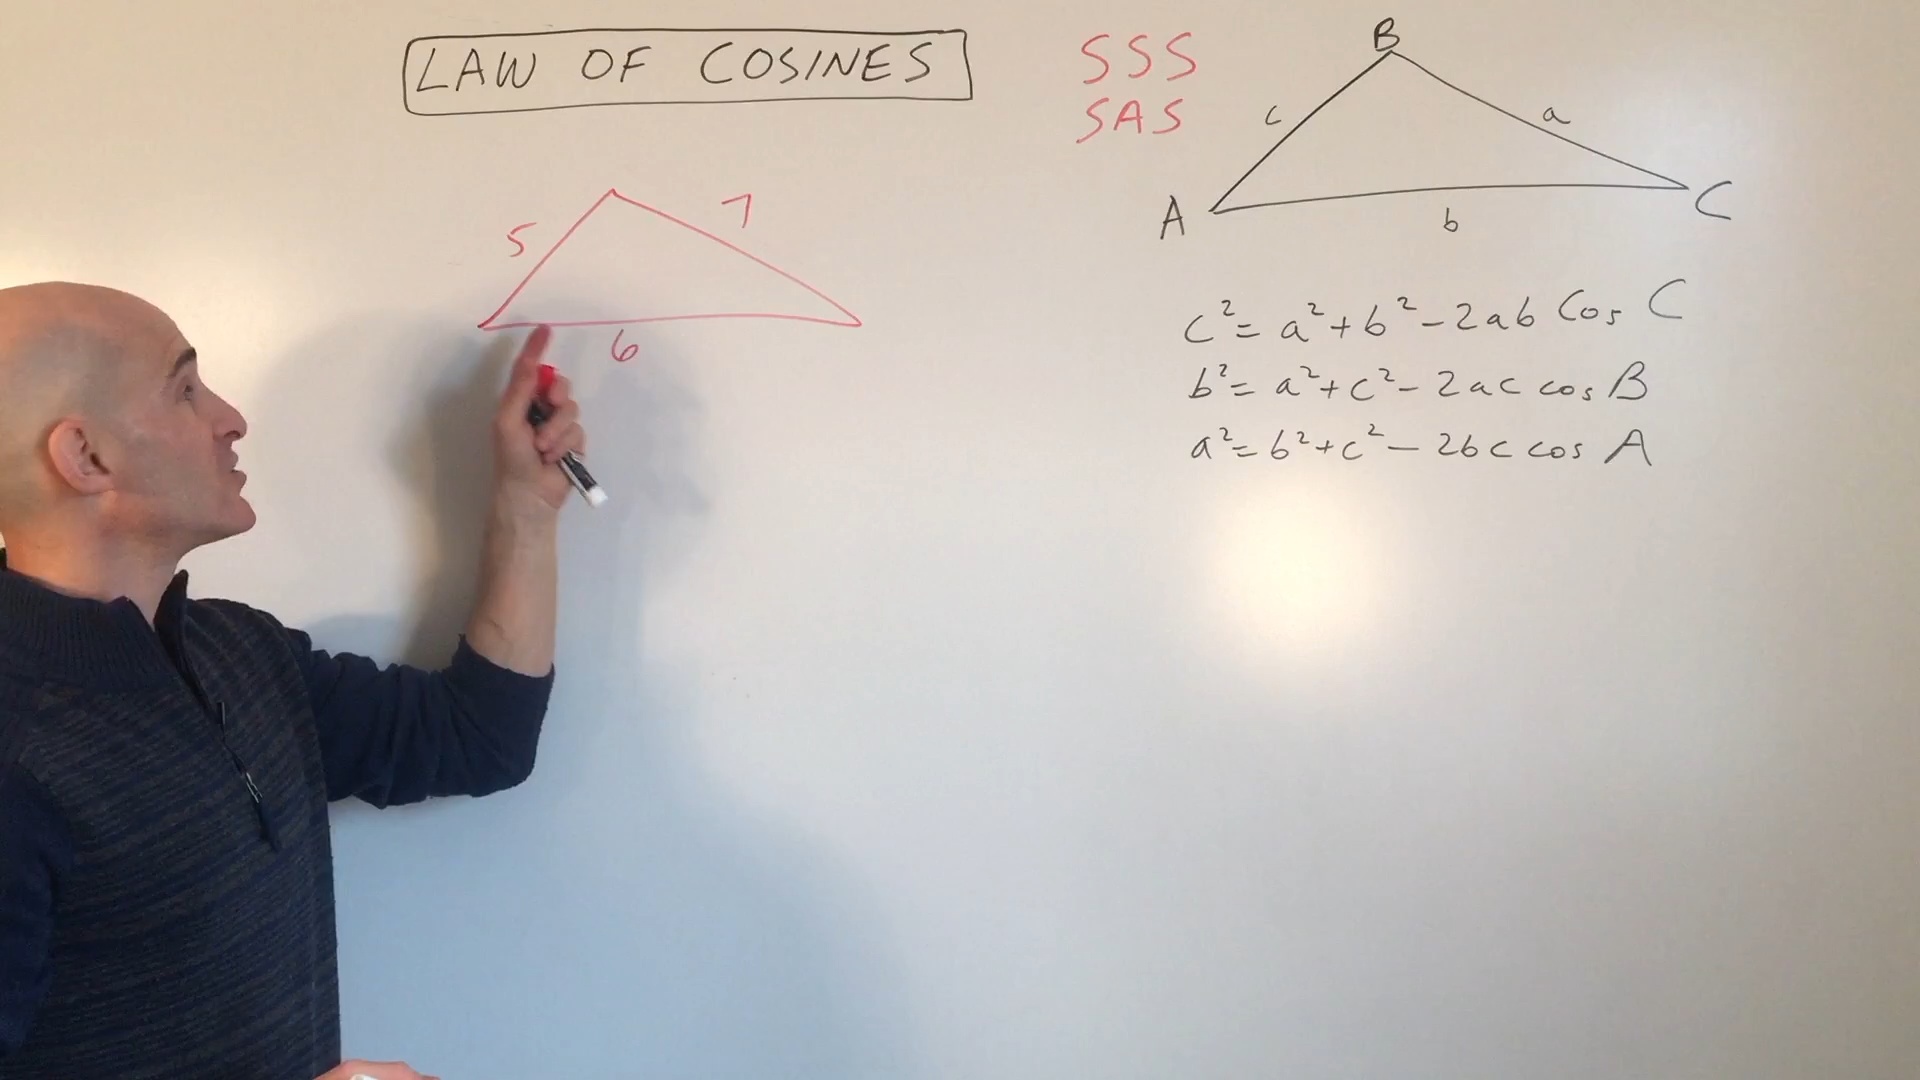 LAW OF COSINES
SSS
SAS
B
c
a
A
b
C
5
7
6
c²= a²+b²-2ab Cos C
b²= a²+c²- 2ac cos B
a²= b²+c²- 2bc cos A